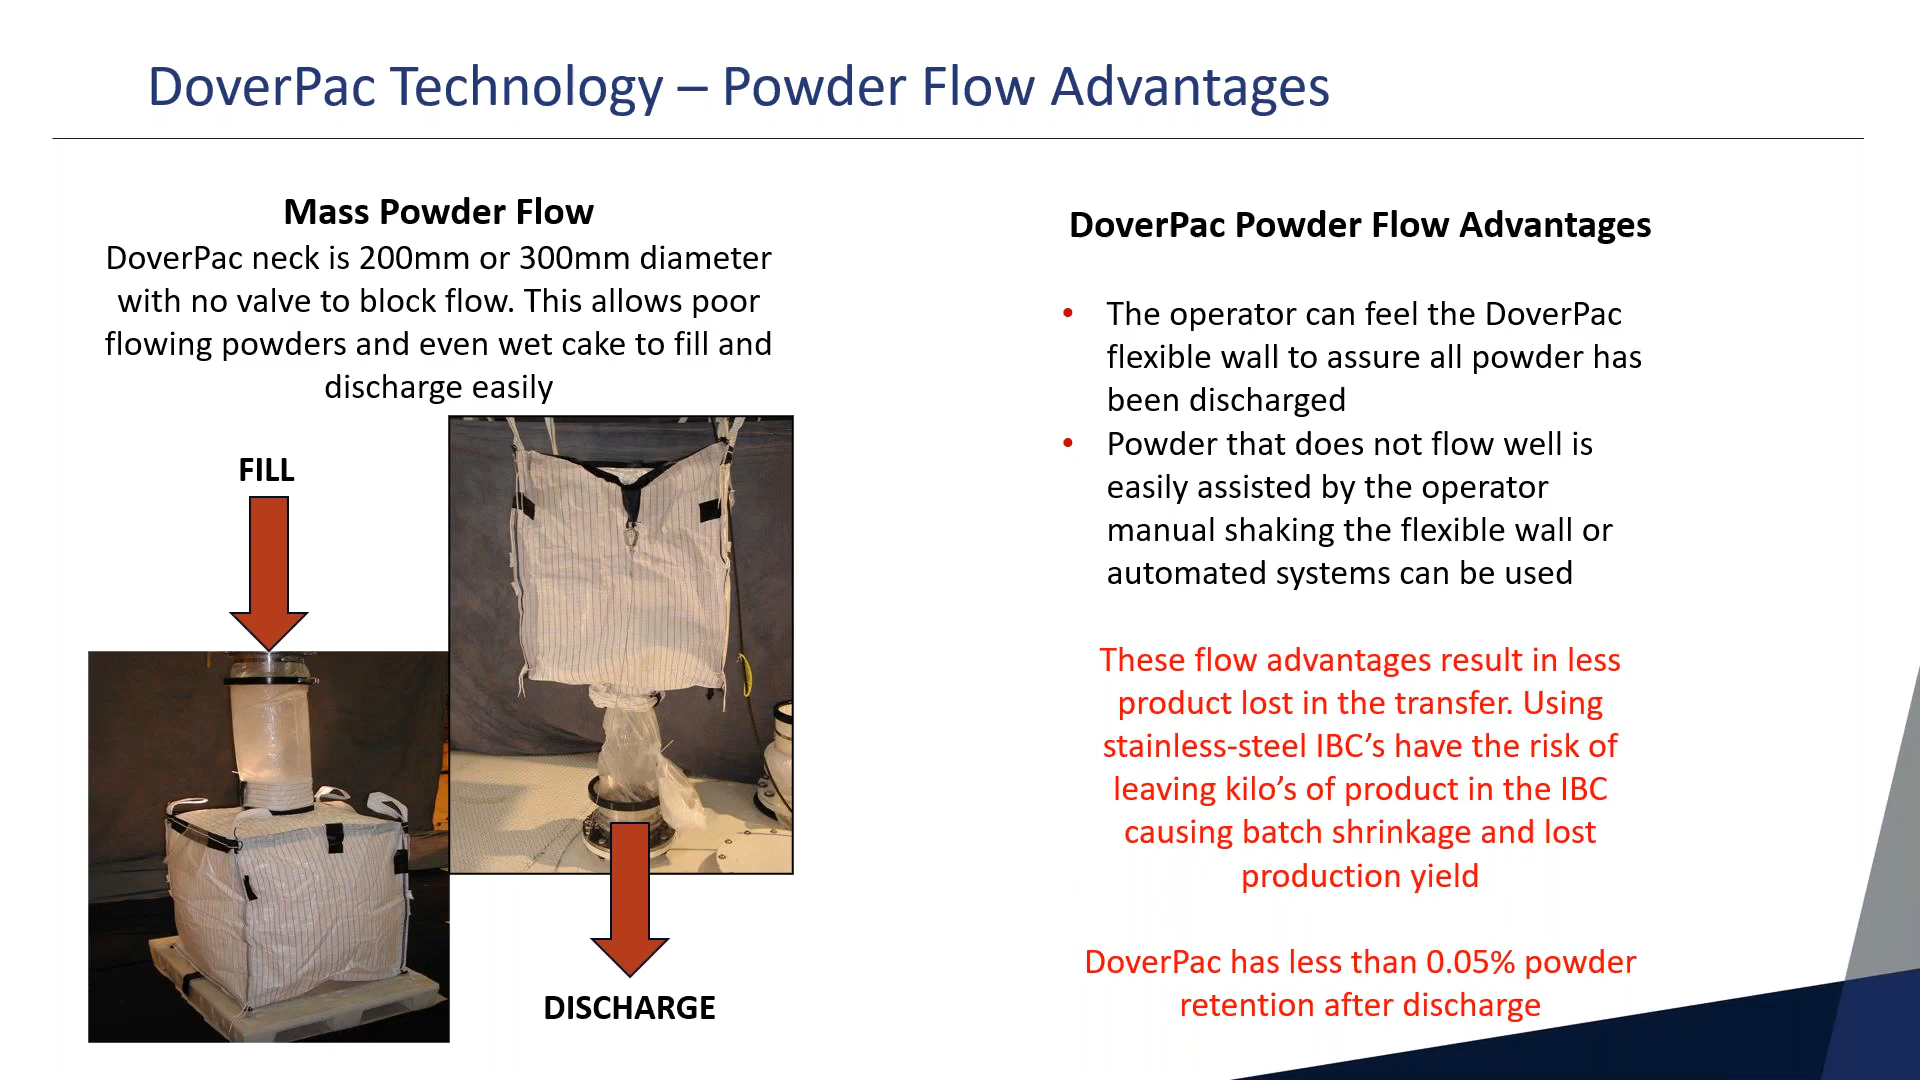 DoverPac Technology – Powder Flow Advantages
Mass Powder Flow
DoverPac neck is 200mm or 300mm diameter
with no valve to block flow. This allows poor
flowing powders and even wet cake to fill and
discharge easily
FILL
DISCHARGE
DoverPac Powder Flow Advantages
• The operator can feel the DoverPac
flexible wall to assure all powder has
been discharged
• Powder that does not flow well is
easily assisted by the operator
manual shaking the flexible wall or
automated systems can be used
These flow advantages result in less
product lost in the transfer. Using
stainless-steel IBC’s have the risk of
leaving kilo’s of product in the IBC
causing batch shrinkage and lost
production yield
DoverPac has less than 0.05% powder
retention after discharge